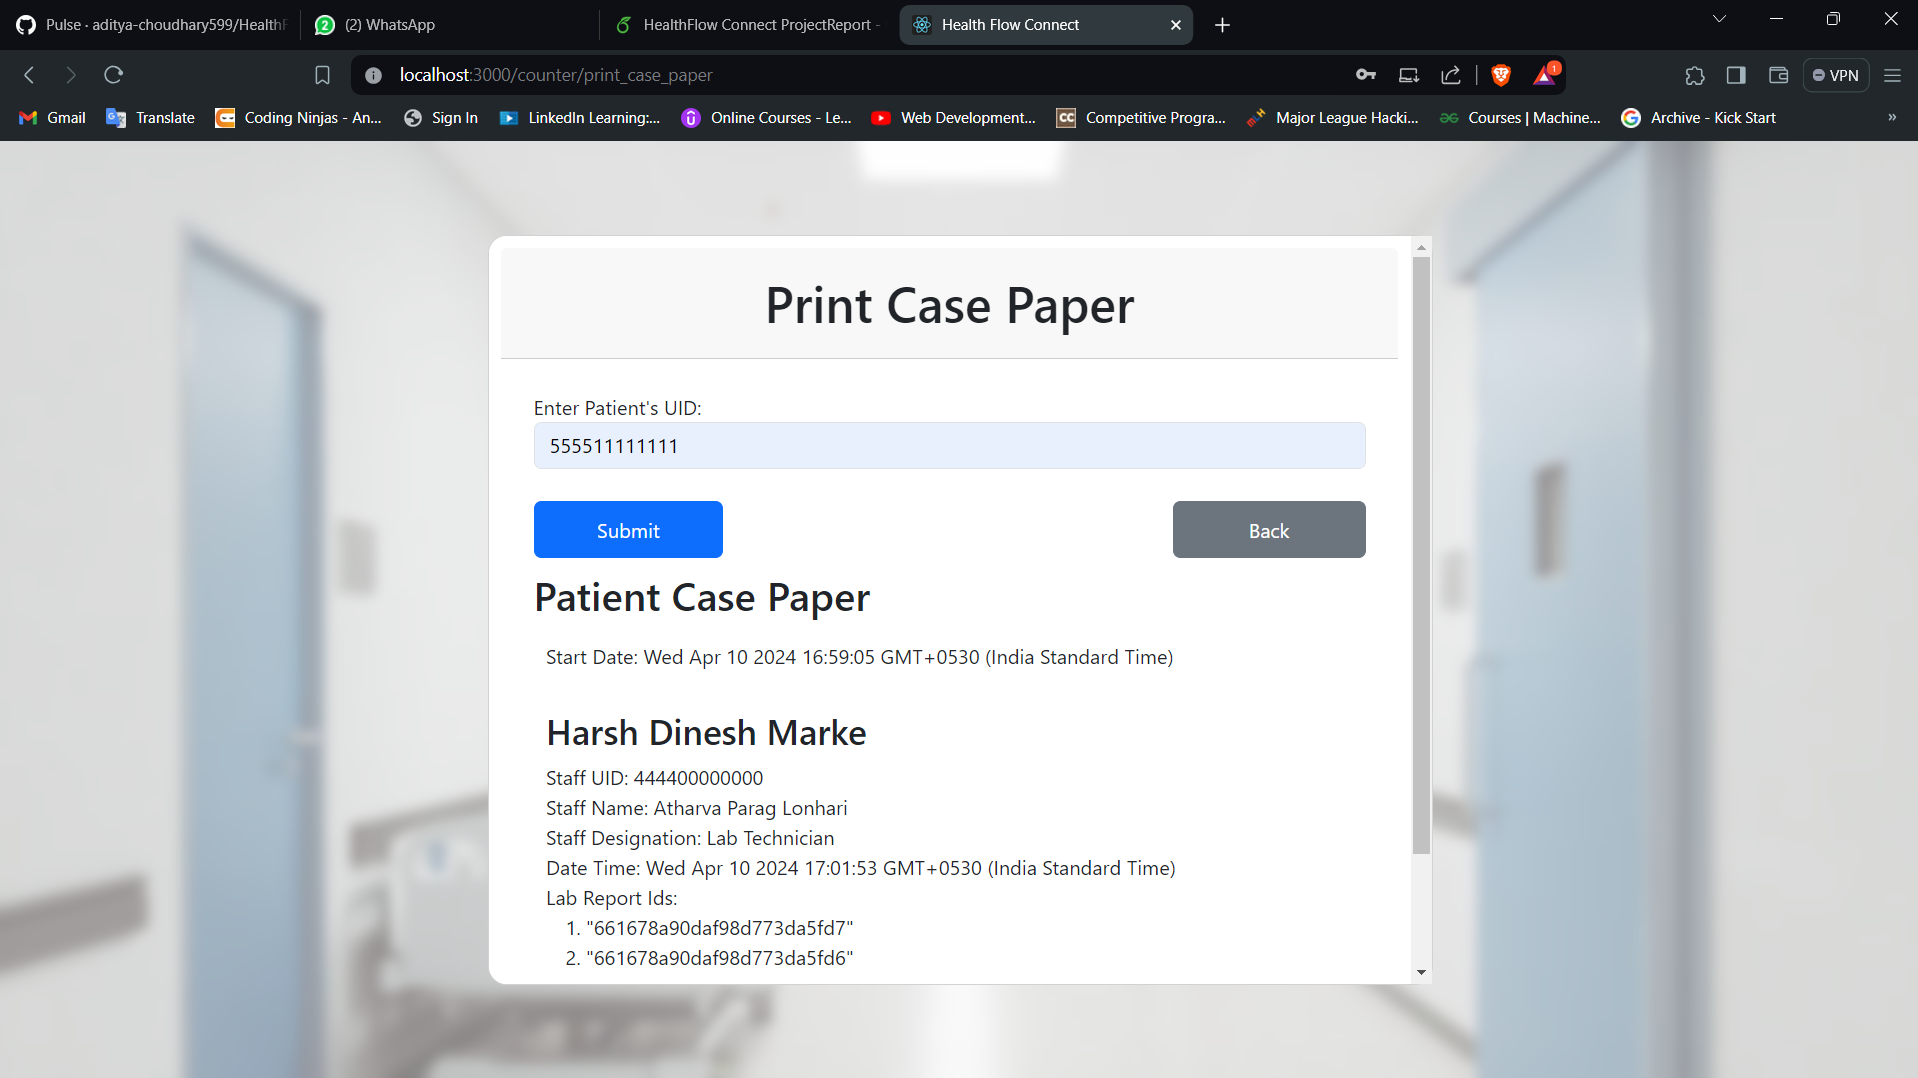 Pulse · aditya-choudhary599/HealthF
2 (2) WhatsApp
HealthFlow Connect ProjectReport -
Health Flow Connect
localhost:3000/counter/print_case_paper
1
VPN
Gmail
Translate
Coding Ninjas - An...
Sign In
LinkedIn Learning:...
Online Courses - Le...
Web Development...
CC Competitive Progra...
Major League Hacki...
Courses | Machine...
Archive - Kick Start
»
Print Case Paper
Enter Patient's UID:
555511111111
Submit
Back
Patient Case Paper
Start Date: Wed Apr 10 2024 16:59:05 GMT+0530 (India Standard Time)
Harsh Dinesh Marke
Staff UID: 444400000000
Staff Name: Atharva Parag Lonhari
Staff Designation: Lab Technician
Date Time: Wed Apr 10 2024 17:01:53 GMT+0530 (India Standard Time)
Lab Report Ids:
1. "661678a90daf98d773da5fd7"
2. "661678a90daf98d773da5fd6"